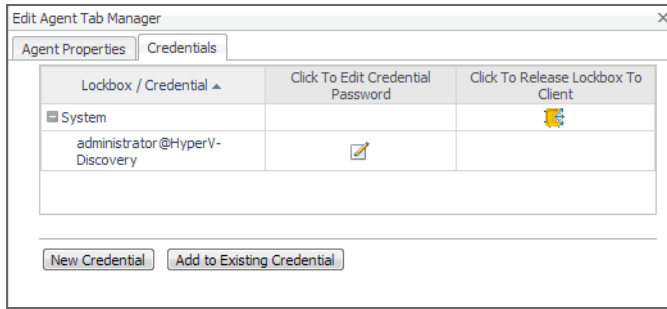 Edit Agent Tab Manager
Agent Properties
Credentials
Lockbox / Credential
Click To Edit Credential
Password
Click To Release Lockbox To
Client
System
administrator@HyperV-
Discovery
New Credential
Add to Existing Credential